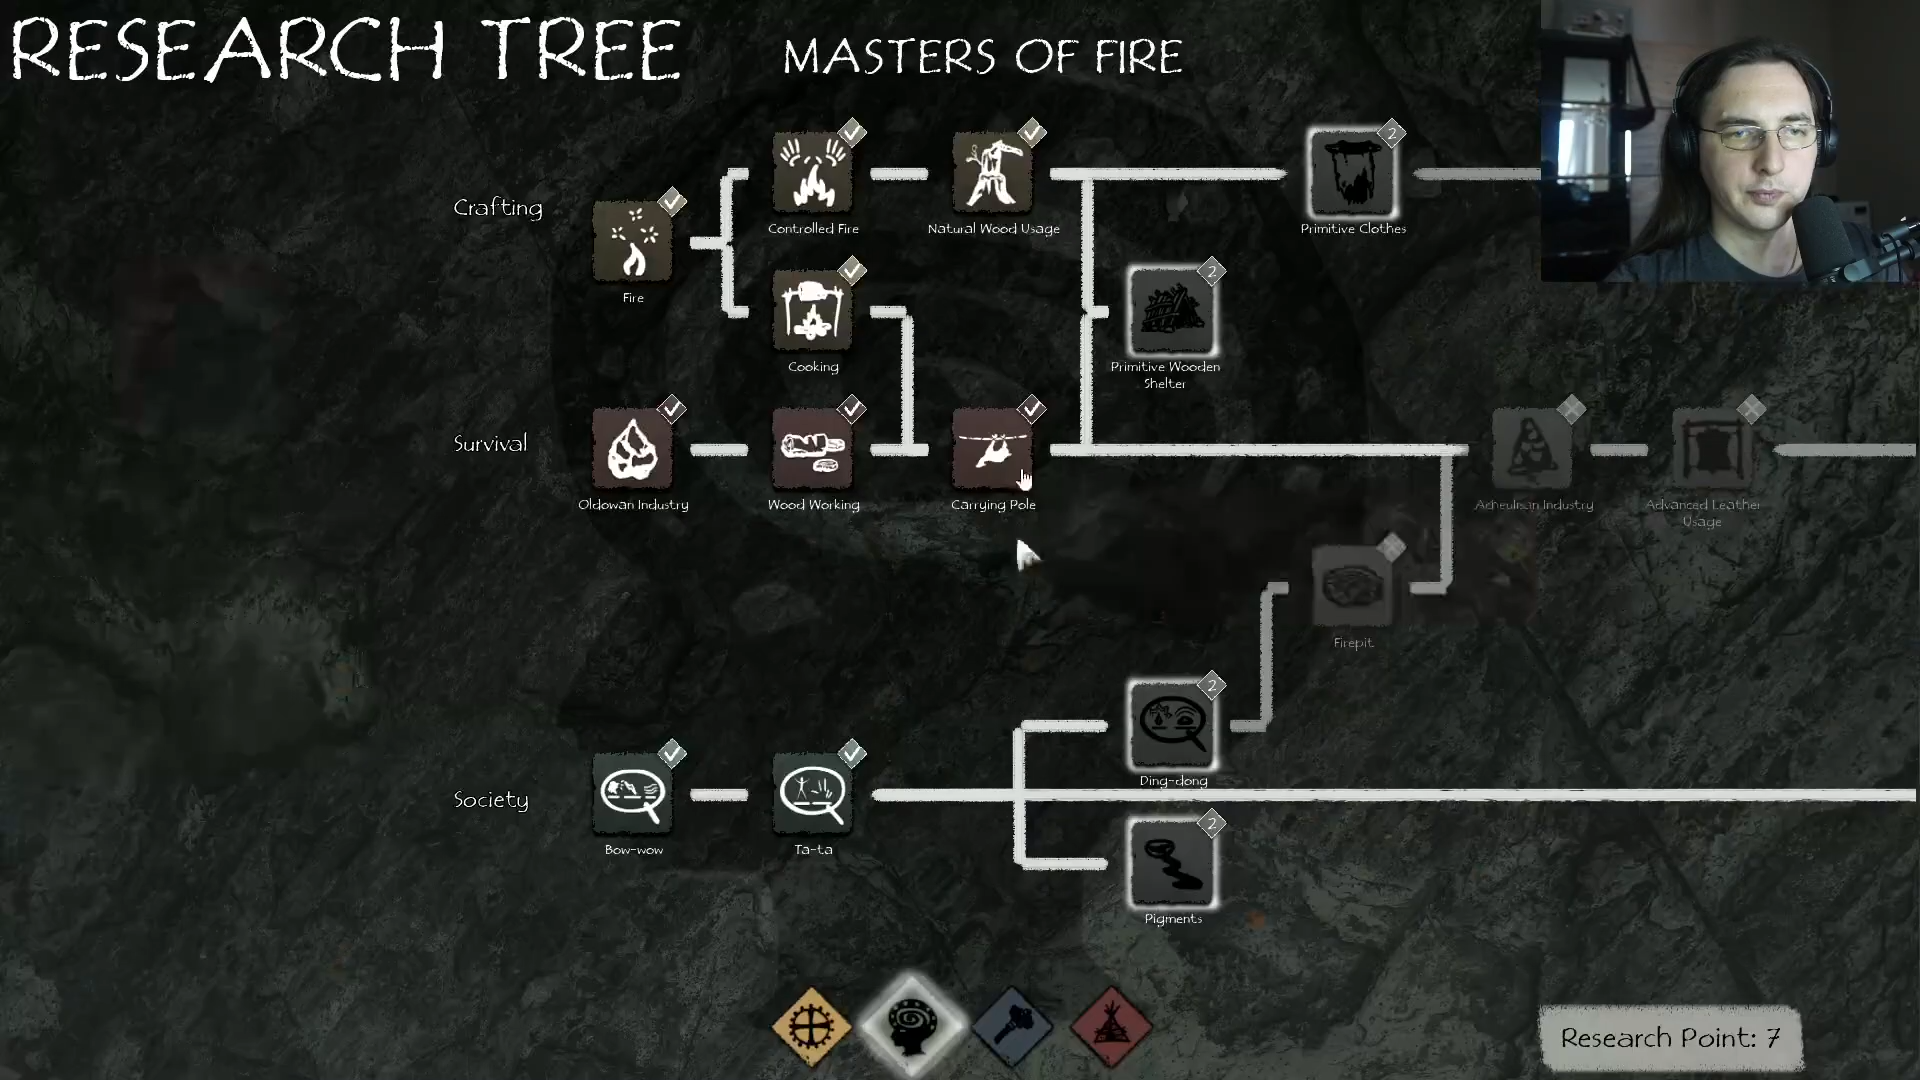 RESEARCH TREE
MASTERS OF FIRE
Crafting
Controlled Fire
Natural Wood Usage
2
Primitive Clothes
Fire
2
Cooking
Primitive Wooden
Shelter
Survival
Oldowan Industry
Wood Working
Carrying Pole
Acheulean Industry
Advanced Leather
Usage
Firepit
2
Ding-dong
Society
Bow-wow
Ta-ta
2
Pigments
Research Point: 7